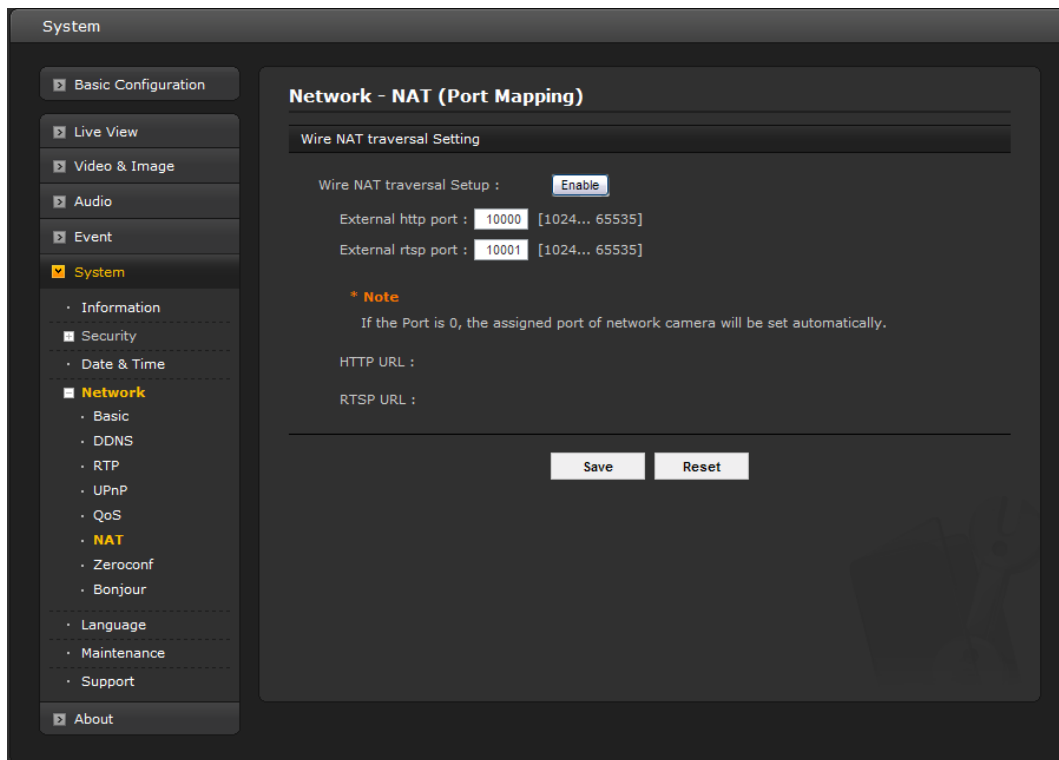 System
Basic Configuration
Live View
Video & Image
Audio
Event
System
· Information
Security
· Date & Time
Network
· Basic
· DDNS
· RTP
· UPnP
· QoS
· NAT
· Zeroconf
· Bonjour
· Language
· Maintenance
· Support
About
Network - NAT (Port Mapping)
Wire NAT traversal Setting
Wire NAT traversal Setup : Enable
External http port : 10000 [1024... 65535]
External rtsp port : 10001 [1024... 65535]
* Note
If the Port is 0, the assigned port of network camera will be set automatically.
HTTP URL :
RTSP URL :
Save Reset